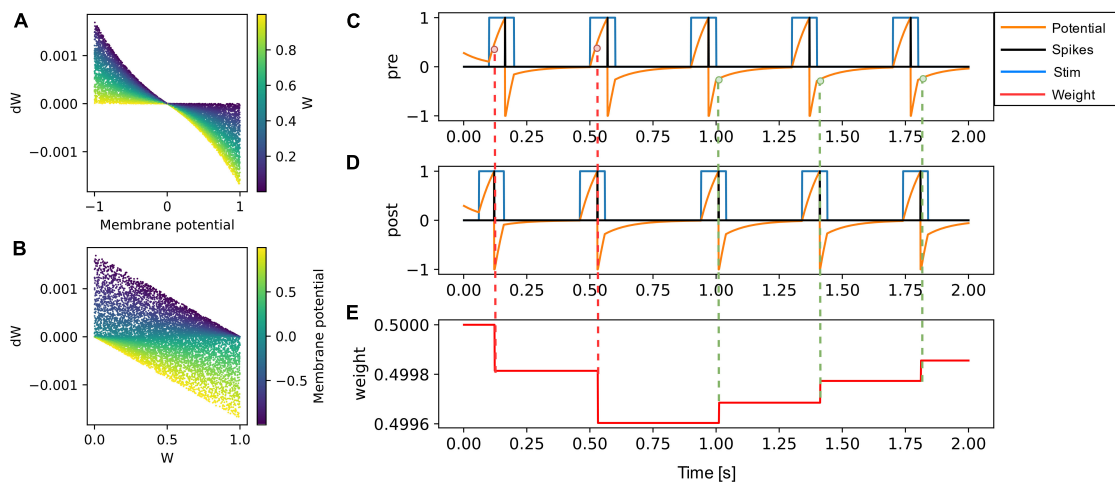 A
0.001
0.000
−0.001
dW
−1
0
1
Membrane potential
0.8
0.6
0.4
0.2
W
B
0.001
0.000
−0.001
dW
0.0
0.5
1.0
W
0.5
0.0
−0.5
Membrane potential
C
1
0
−1
pre
0.00
0.25
0.50
0.75
1.00
1.25
1.50
1.75
2.00
Potential
Spikes
Stim
Weight
D
1
0
−1
post
0.00
0.25
0.50
0.75
1.00
1.25
1.50
1.75
2.00
E
0.5000
0.4998
0.4996
weight
0.00
0.25
0.50
0.75
1.00
1.25
1.50
1.75
2.00
Time [s]